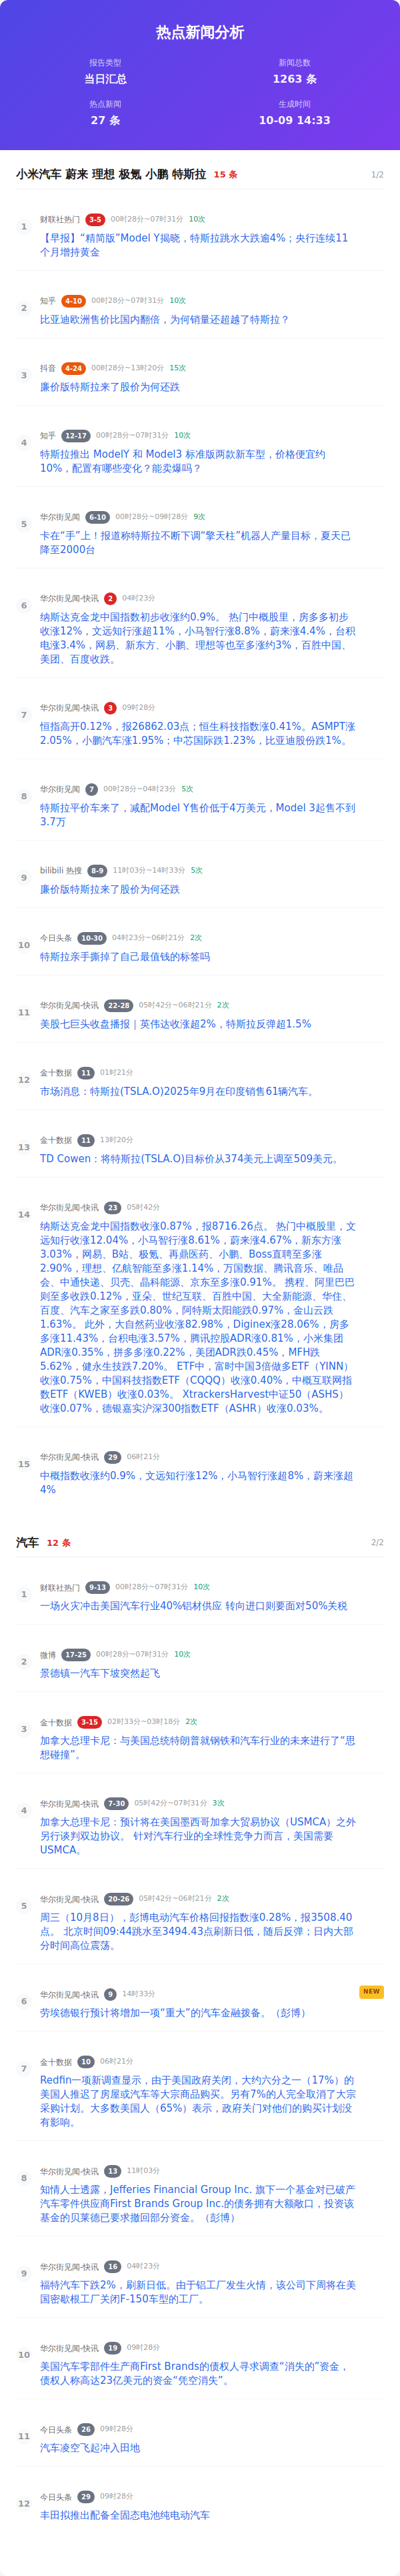 热点新闻分析
报告类型
当日汇总
新闻总数
1263 条
热点新闻
27 条
生成时间
10-09 14:33
小米汽车 蔚来 理想 极氪 小鹏 特斯拉 15 条 1/2
1
财联社热门 3-5 00时28分~07时31分 10次
【早报】“精简版”Model Y揭晓，特斯拉跳水大跌逾4%；央行连续11
个月增持黄金
2
知乎 4-10 00时28分~07时31分 10次
比亚迪欧洲售价比国内翻倍，为何销量还超越了特斯拉？
3
抖音 4-24 00时28分~13时20分 15次
廉价版特斯拉来了股价为何还跌
4
知乎 12-17 00时28分~07时31分 10次
特斯拉推出 ModelY 和 Model3 标准版两款新车型，价格便宜约
10%，配置有哪些变化？能卖爆吗？
5
华尔街见闻 6-10 00时28分~09时28分 9次
卡在“手”上！报道称特斯拉不断下调“擎天柱”机器人产量目标，夏天已
降至2000台
6
华尔街见闻-快讯 2 04时23分
纳斯达克金龙中国指数初步收涨约0.9%。 热门中概股里，房多多初步
收涨12%，文远知行涨超11%，小马智行涨8.8%，蔚来涨4.4%，台积
电涨3.4%，网易、新东方、小鹏、理想等也至多涨约3%，百胜中国、
美团、百度收跌。
7
华尔街见闻-快讯 3 09时28分
恒指高开0.12%，报26862.03点；恒生科技指数涨0.41%。ASMPT涨
2.05%，小鹏汽车涨1.95%；中芯国际跌1.23%，比亚迪股份跌1%。
8
华尔街见闻 7 00时28分~04时23分 5次
特斯拉平价车来了，减配Model Y售价低于4万美元，Model 3起售不到
3.7万
9
bilibili 热搜 8-9 11时03分~14时33分 5次
廉价版特斯拉来了股价为何还跌
10
今日头条 10-30 04时23分~06时21分 2次
特斯拉亲手撕掉了自己最值钱的标签吗
11
华尔街见闻-快讯 22-28 05时42分~06时21分 2次
美股七巨头收盘播报｜英伟达收涨超2%，特斯拉反弹超1.5%
12
金十数据 11 01时21分
市场消息：特斯拉(TSLA.O)2025年9月在印度销售61辆汽车。
13
金十数据 11 13时20分
TD Cowen：将特斯拉(TSLA.O)目标价从374美元上调至509美元。
14
华尔街见闻-快讯 23 05时42分
纳斯达克金龙中国指数收涨0.87%，报8716.26点。 热门中概股里，文
远知行收涨12.04%，小马智行涨8.61%，蔚来涨4.67%，新东方涨
3.03%，网易、B站、极氪、再鼎医药、小鹏、Boss直聘至多涨
2.90%，理想、亿航智能至多涨1.14%，万国数据、腾讯音乐、唯品
会、中通快递、贝壳、晶科能源、京东至多涨0.91%。 携程、阿里巴巴
则至多收跌0.12%，亚朵、世纪互联、百胜中国、大全新能源、华住、
百度、汽车之家至多跌0.80%，阿特斯太阳能跌0.97%，金山云跌
1.63%。 此外，大自然药业收涨82.98%，Diginex涨28.06%，房多
多涨11.43%，台积电涨3.57%，腾讯控股ADR涨0.81%，小米集团
ADR涨0.35%，拼多多涨0.22%，美团ADR跌0.45%，MFH跌
5.62%，健永生技跌7.20%。 ETF中，富时中国3倍做多ETF（YINN）
收涨0.75%，中国科技指数ETF（CQQQ）收涨0.40%，中概互联网指
数ETF（KWEB）收涨0.03%。 XtrackersHarvest中证50（ASHS）
收涨0.07%，德银嘉实沪深300指数ETF（ASHR）收涨0.03%。
15
华尔街见闻-快讯 29 06时21分
中概指数收涨约0.9%，文远知行涨12%，小马智行涨超8%，蔚来涨超
4%
汽车 12 条 2/2
1
财联社热门 9-13 00时28分~07时31分 10次
一场火灾冲击美国汽车行业40%铝材供应 转向进口则要面对50%关税
2
微博 17-25 00时28分~07时31分 10次
景德镇一汽车下坡突然起飞
3
金十数据 3-15 02时33分~03时18分 2次
加拿大总理卡尼：与美国总统特朗普就钢铁和汽车行业的未来进行了“思
想碰撞”。
4
华尔街见闻-快讯 7-30 05时42分~07时31分 3次
加拿大总理卡尼：预计将在美国墨西哥加拿大贸易协议（USMCA）之外
另行谈判双边协议。 针对汽车行业的全球性竞争力而言，美国需要
USMCA。
5
华尔街见闻-快讯 20-26 05时42分~06时21分 2次
周三（10月8日），彭博电动汽车价格回报指数涨0.28%，报3508.40
点。 北京时间09:44跳水至3494.43点刷新日低，随后反弹；日内大部
分时间高位震荡。
6
华尔街见闻-快讯 9 14时33分 NEW
劳埃德银行预计将增加一项“重大”的汽车金融拨备。（彭博）
7
金十数据 10 06时21分
Redfin一项新调查显示，由于美国政府关闭，大约六分之一（17%）的
美国人推迟了房屋或汽车等大宗商品购买。另有7%的人完全取消了大宗
采购计划。大多数美国人（65%）表示，政府关门对他们的购买计划没
有影响。
8
华尔街见闻-快讯 13 11时03分
知情人士透露，Jefferies Financial Group Inc. 旗下一个基金对已破产
汽车零件供应商First Brands Group Inc.的债务拥有大额敞口，投资该
基金的贝莱德已要求撤回部分资金。（彭博）
9
华尔街见闻-快讯 16 04时23分
福特汽车下跌2%，刷新日低。由于铝工厂发生火情，该公司下周将在美
国密歇根工厂关闭F-150车型的工厂。
10
华尔街见闻-快讯 19 09时28分
美国汽车零部件生产商First Brands的债权人寻求调查“消失的”资金，
债权人称高达23亿美元的资金“凭空消失”。
11
今日头条 26 09时28分
汽车凌空飞起冲入田地
12
今日头条 29 09时28分
丰田拟推出配备全固态电池纯电动汽车